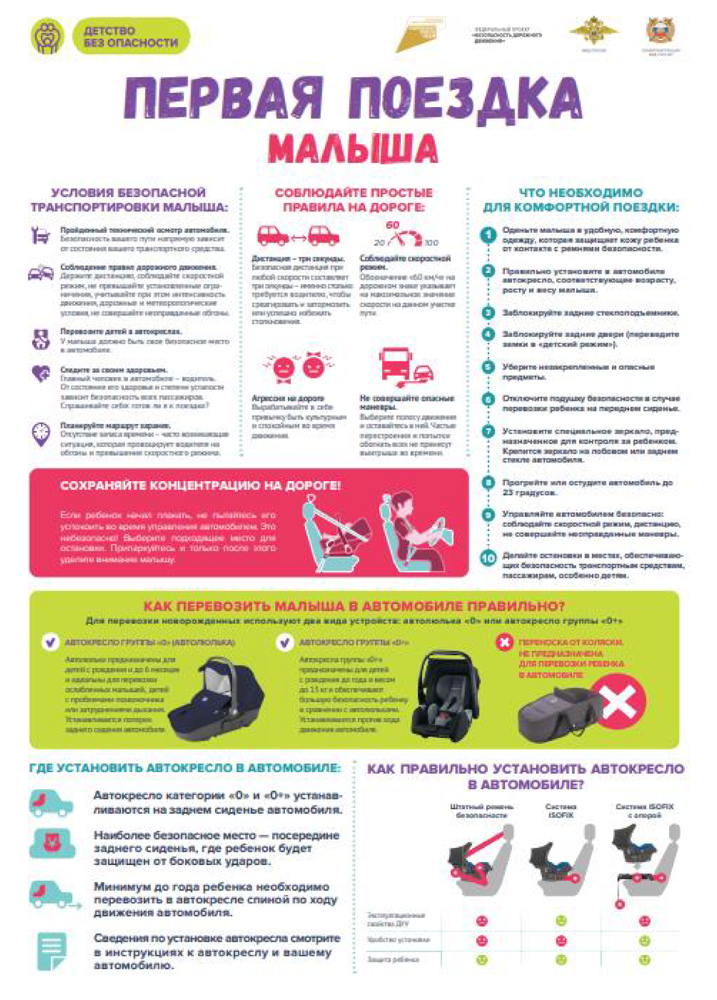 ДЕТСТВО
БЕЗ ОПАСНОСТИ
ФЕДЕРАЛЬНЫЙ ПРОЕКТ
«БЕЗОПАСНОСТЬ ДОРОЖНОГО
ДВИЖЕНИЯ»
ПЕРВАЯ ПОЕЗДКА
МАЛЫША
УСЛОВИЯ БЕЗОПАСНОЙ
ТРАНСПОРТИРОВКИ МАЛЫША:
Пройденный технический осмотр автомобиля.
Безопасность вашего пути напрямую зависит
от состояния вашего транспортного средства.
Соблюдение правил дорожного движения.
Держите дистанцию, соблюдайте скоростной
режим, не превышайте установленные огра-
ничения, учитывайте при этом интенсивность
движения, дорожные и метеорологические
условия, не совершайте неоправданные обгоны.
Перевозите детей в автокреслах.
У малыша должно быть свое безопасное место
в автомобиле.
Следите за своим здоровьем.
Главный человек в автомобиле – водитель.
От состояния его здоровья и степени усталости
зависит безопасность всех пассажиров.
Спрашивайте себя: готов ли я к поездке?
Планируйте маршрут заранее.
Отсутствие запаса времени – часто возникающая
ситуация, которая провоцирует водителя на
обгоны и превышение скоростного режима.
СОБЛЮДАЙТЕ ПРОСТЫЕ
ПРАВИЛА НА ДОРОГЕ:
60
20 100
Дистанция – три секунды.
Безопасная дистанция при
любой скорости составляет
три секунды – именно столько
требуется водителю, чтобы
среагировать и затормозить
или успешно избежать
столкновения.
Соблюдайте скоростной
режим.
Обозначение «60 км/ч» на
дорожном знаке указывает
на максимальное значение
скорости на данном участке
пути.
Агрессия на дороге
Вырабатывайте в себе
привычку быть культурным
и спокойным во время
движения.
Не совершайте опасные
маневры.
Выберите полосу движения
и оставайтесь в ней. Частые
перестроения и попытки
обогнать всех не принесут
выигрыша во времени.
ЧТО НЕОБХОДИМО
ДЛЯ КОМФОРТНОЙ ПОЕЗДКИ:
1 Оденьте малыша в удобную, комфортную
одежду, которая защищает кожу ребенка
от контакта с ремнями безопасности.
2 Правильно установите в автомобиле
автокресло, соответствующее возрасту,
росту и весу малыша.
3 Заблокируйте задние стеклоподъемники.
4 Заблокируйте задние двери (переведите
замки в «детский режим»).
5 Уберите незакрепленные и опасные
предметы.
6 Отключите подушку безопасности в случае
перевозки ребенка на переднем сиденье.
7 Установите специальное зеркало, пред-
назначенное для контроля за ребенком.
Крепится зеркало на лобовом или заднем
стекле автомобиля.
8 Прогрейте или остудите автомобиль до
23 градусов.
9 Управляйте автомобилем безопасно:
соблюдайте скоростной режим, дистанцию,
не совершайте неоправданные маневры.
10 Делайте остановки в местах, обеспечиваю-
щих безопасность транспортным средствам,
пассажирам, особенно детям.
СОХРАНЯЙТЕ КОНЦЕНТРАЦИЮ НА ДОРОГЕ!
Если ребенок начал плакать, не пытайтесь его
успокоить во время управления автомобилем. Это
небезопасно! Выберите подходящее место для
остановки. Припаркуйтесь и только после этого
уделите внимание малышу.
КАК ПЕРЕВОЗИТЬ МАЛЫША В АВТОМОБИЛЕ ПРАВИЛЬНО?
Для перевозки новорожденных используют два вида устройств: автолюлька «0» или автокресло группы «0+»
АВТОКРЕСЛО ГРУППЫ «0» (АВТОЛЮЛЬКА)
Автолюльки предназначены для
детей с рождения и до 6 месяцев
и идеальны для перевозки
ослабленных малышей, детей
с проблемами позвоночника
или затруднением дыхания.
Устанавливается поперек
заднего сиденья автомобиля.
АВТОКРЕСЛО ГРУППЫ «0+»
Автокресла группы «0+»
предназначены для детей
с рождения до года и весом
до 13 кг и обеспечивают
большую безопасность ребенку
в сравнении с автолюльками.
Устанавливается против хода
движения автомобиля.
ПЕРЕНОСКА ОТ КОЛЯСКИ,
НЕ ПРЕДНАЗНАЧЕНА
ДЛЯ ПЕРЕВОЗКИ РЕБЕНКА
В АВТОМОБИЛЕ
ГДЕ УСТАНОВИТЬ АВТОКРЕСЛО В АВТОМОБИЛЕ:
Автокресло категории «0» и «0+» устанав-
ливаются на заднем сиденье автомобиля.
Наиболее безопасное место — посередине
заднего сиденья, где ребенок будет
защищен от боковых ударов.
Минимум до года ребенка необходимо
перевозить в автокресле спиной по ходу
движения автомобиля.
Сведения по установке автокресла смотрите
в инструкциях к автокреслу и вашему
автомобилю.
КАК ПРАВИЛЬНО УСТАНОВИТЬ АВТОКРЕСЛО
В АВТОМОБИЛЕ?
Штатный ремень
безопасности
Система
ISOFIX
Система ISOFIX
с опорой
Эксплуатационные
свойства ДУУ
Удобство установки
Защита ребенка